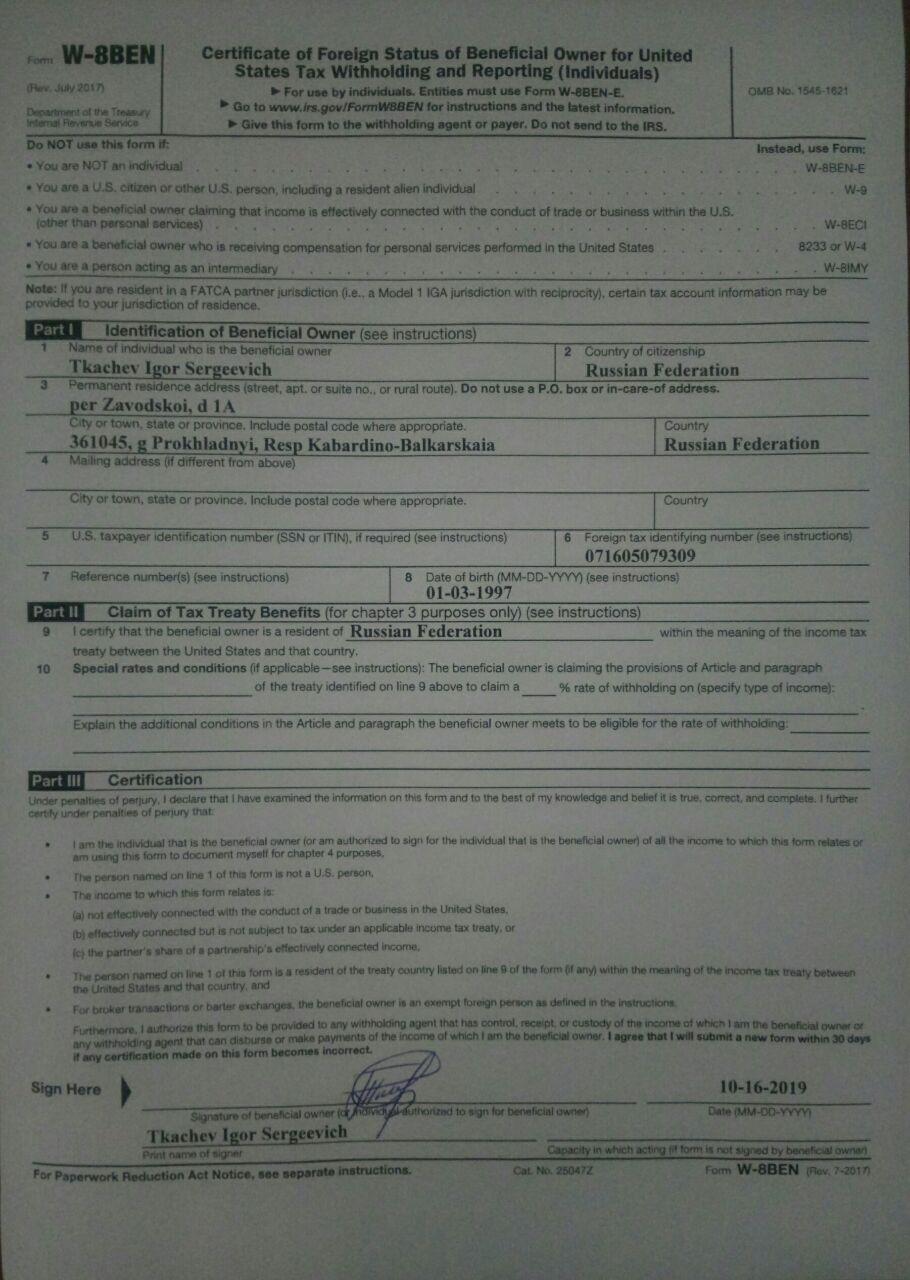 Form W-8BEN
(Rev. July 2017)
Department of the Treasury
Internal Revenue Service
Certificate of Foreign Status of Beneficial Owner for United
States Tax Withholding and Reporting (Individuals)
▶ For use by individuals. Entities must use Form W-8BEN-E.
▶ Go to www.irs.gov/FormW8BEN for instructions and the latest information.
▶ Give this form to the withholding agent or payer. Do not send to the IRS.
OMB No. 1545-1621
Do NOT use this form if: Instead, use Form:
• You are NOT an individual . . . . . . . . . . W-8BEN-E
• You are a U.S. citizen or other U.S. person, including a resident alien individual . . . . . . . . . . W-9
• You are a beneficial owner claiming that income is effectively connected with the conduct of trade or business within the U.S.
(other than personal services) . . . . . . . . . . W-8ECI
• You are a beneficial owner who is receiving compensation for personal services performed in the United States . . . . . . . 8233 or W-4
• You are a person acting as an intermediary . . . . . . . . . . W-8IMY
Note: If you are resident in a FATCA partner jurisdiction (i.e., a Model 1 IGA jurisdiction with reciprocity), certain tax account information may be
provided to your jurisdiction of residence.
Part I Identification of Beneficial Owner (see instructions)
1 Name of individual who is the beneficial owner 2 Country of citizenship
Tkachev Igor Sergeevich Russian Federation
3 Permanent residence address (street, apt. or suite no., or rural route). Do not use a P.O. box or in-care-of address.
per Zavodskoi, d 1A
City or town, state or province. Include postal code where appropriate. Country
361045, g Prokhladnyi, Resp Kabardino-Balkarskaia Russian Federation
4 Mailing address (if different from above)
City or town, state or province. Include postal code where appropriate. Country
5 U.S. taxpayer identification number (SSN or ITIN), if required (see instructions) 6 Foreign tax identifying number (see instructions)
071605079309
7 Reference number(s) (see instructions) 8 Date of birth (MM-DD-YYYY) (see instructions)
01-03-1997
Part II Claim of Tax Treaty Benefits (for chapter 3 purposes only) (see instructions)
9 I certify that the beneficial owner is a resident of Russian Federation within the meaning of the income tax
treaty between the United States and that country.
10 Special rates and conditions (if applicable—see instructions): The beneficial owner is claiming the provisions of Article and paragraph
of the treaty identified on line 9 above to claim a % rate of withholding on (specify type of income):
.
Explain the additional conditions in the Article and paragraph the beneficial owner meets to be eligible for the rate of withholding:
Part III Certification
Under penalties of perjury, I declare that I have examined the information on this form and to the best of my knowledge and belief it is true, correct, and complete. I further
certify under penalties of perjury that:
• I am the individual that is the beneficial owner (or am authorized to sign for the individual that is the beneficial owner) of all the income to which this form relates or
am using this form to document myself for chapter 4 purposes,
• The person named on line 1 of this form is not a U.S. person,
• The income to which this form relates is:
(a) not effectively connected with the conduct of a trade or business in the United States,
(b) effectively connected but is not subject to tax under an applicable income tax treaty, or
(c) the partner's share of a partnership's effectively connected income,
• The person named on line 1 of this form is a resident of the treaty country listed on line 9 of the form (if any) within the meaning of the income tax treaty between
the United States and that country, and
• For broker transactions or barter exchanges, the beneficial owner is an exempt foreign person as defined in the instructions.
Furthermore, I authorize this form to be provided to any withholding agent that has control, receipt, or custody of the income of which I am the beneficial owner or
any withholding agent that can disburse or make payments of the income of which I am the beneficial owner. I agree that I will submit a new form within 30 days
if any certification made on this form becomes incorrect.
Sign Here 10-16-2019
Signature of beneficial owner (or individual authorized to sign for beneficial owner) Date (MM-DD-YYYY)
Tkachev Igor Sergeevich
Print name of signer Capacity in which acting (if form is not signed by beneficial owner)
For Paperwork Reduction Act Notice, see separate instructions. Cat. No. 25047Z Form W-8BEN (Rev. 7-2017)